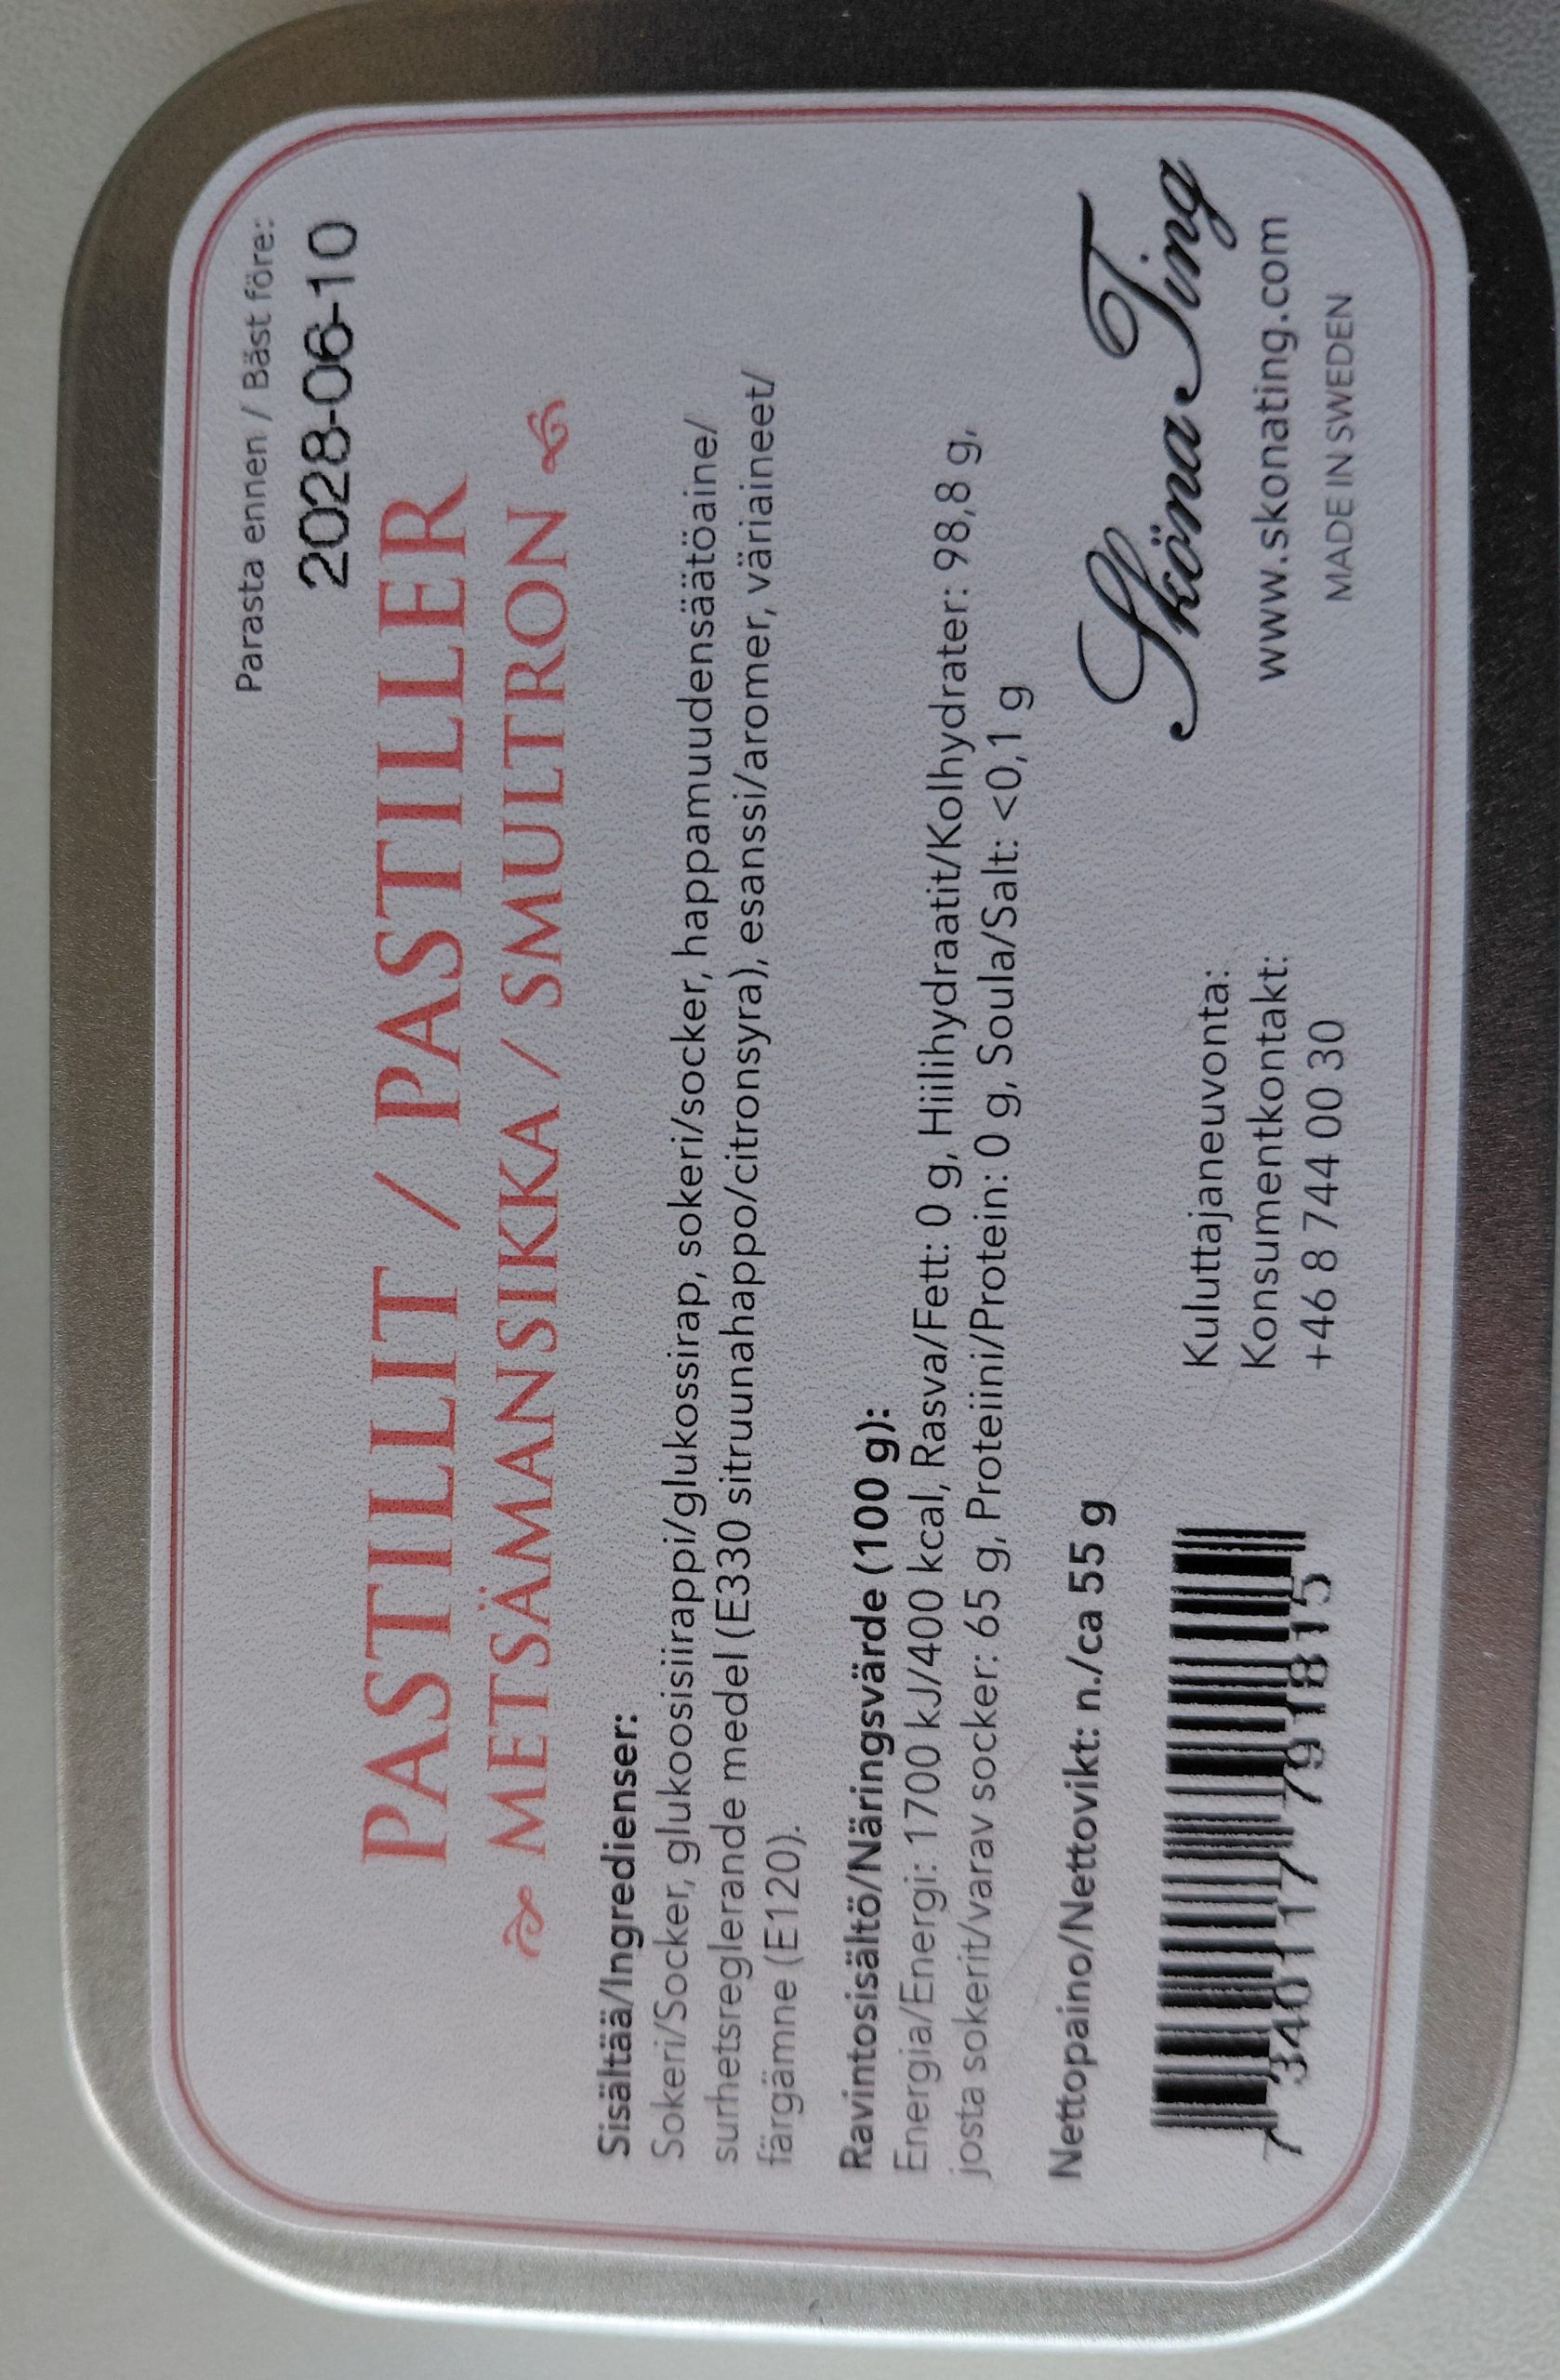 Parasta ennen / Bäst före:
2028-06-10
PASTILLIT / PASTILLER
METSÄMANSIKKA / SMULTRON
Sisältää/Ingredienser:
Sokeri/Socker, glukoosisiirappi/glukossirap, sokeri/socker, happamuudensäätöaine/
surhetsreglerande medel (E330 sitruunahappo/citronsyra), esanssi/aromer, väriaineet/
färgämne (E120).
Ravintosisältö/Näringsvärde (100 g):
Energia/Energi: 1700 kJ/400 kcal, Rasva/Fett: 0 g, Hiilihydraatit/Kolhydrater: 98,8 g,
josta sokerit/varav socker: 65 g, Proteiini/Protein: 0 g, Soula/Salt: <0,1 g
Nettopaino/Nettovikt: n./ca 55 g
7 340117 791815
Kuluttajaneuvonta:
Konsumentkontakt:
+46 8 744 00 30
Sköna Ting
www.skonating.com
MADE IN SWEDEN